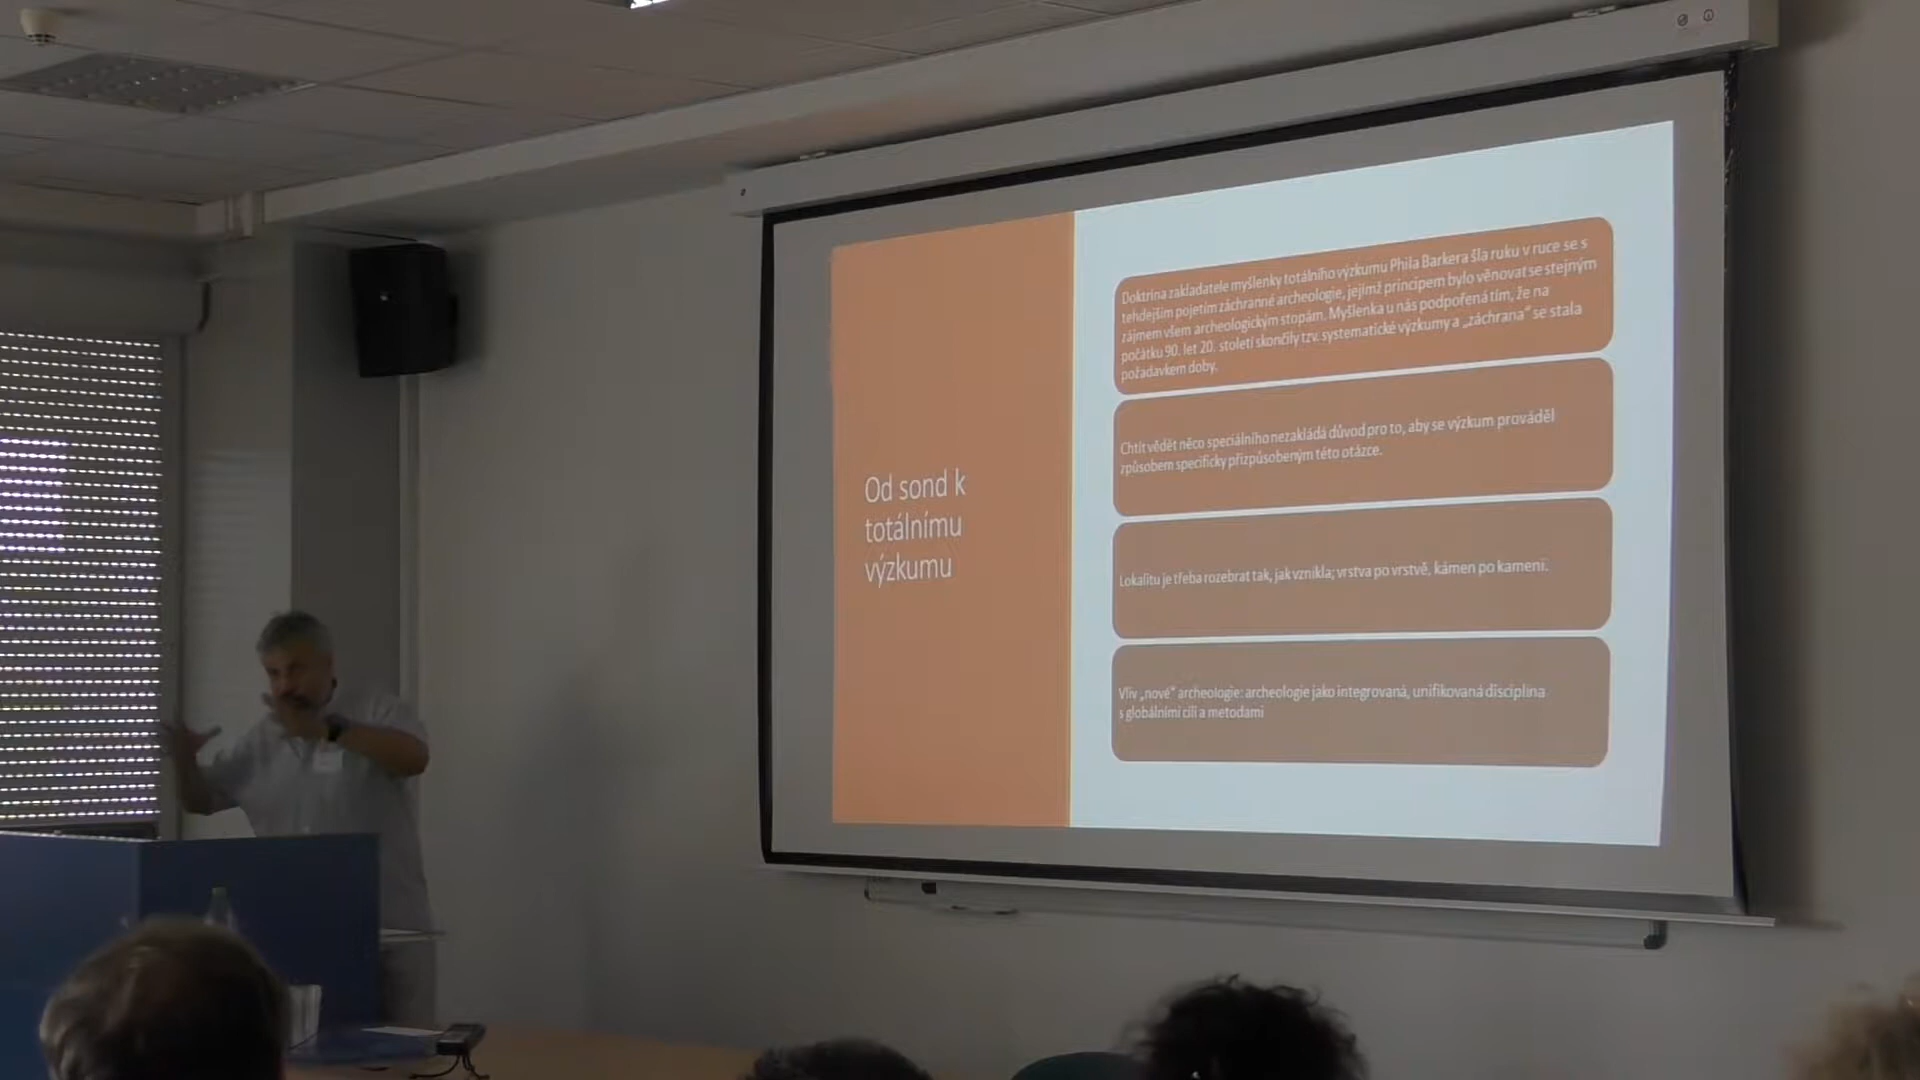 Od sond k
totálnímu
výzkumu
Doktrína zakladatele myšlenky totálního výzkumu Phila Barkera šla ruku v ruce se s
tehdejším pojetím záchranné archeologie, jejímž principem bylo věnovat se stejným
zájmem všem archeologickým stopám. Myšlenka u nás podpořená tím, že na
počátku 90. let 20. století skončily tzv. systematické výzkumy a „záchrana“ se stala
požadavkem doby.
Chtít vědět něco speciálního nezakládá důvod pro to, aby se výzkum prováděl
způsobem specificky přizpůsobeným této otázce.
Lokalitu je třeba rozebrat tak, jak vznikla; vrstva po vrstvě, kámen po kameni.
Vliv „nové“ archeologie: archeologie jako integrovaná, unifikovaná disciplína
s globálními cíli a metodami